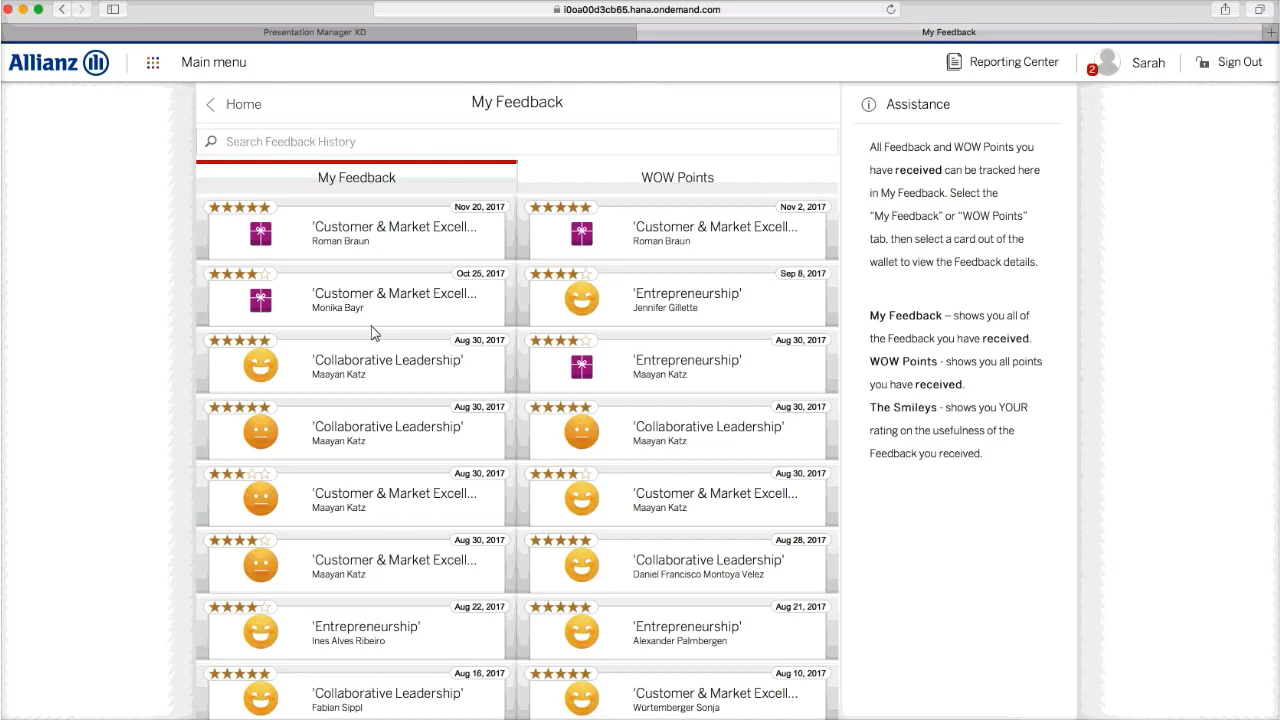 i0oa00d3cb65.hana.ondemand.com
Presentation Manager XD
My Feedback
Allianz
Main menu
Reporting Center
2
Sarah
Sign Out
Home
My Feedback
Search Feedback History
My Feedback
WOW Points
Nov 20, 2017
'Customer & Market Excell...
Roman Braun
Nov 2, 2017
'Customer & Market Excell...
Roman Braun
Oct 25, 2017
'Customer & Market Excell...
Monika Bayr
Sep 8, 2017
'Entrepreneurship'
Jennifer Gillette
Aug 30, 2017
'Collaborative Leadership'
Maayan Katz
Aug 30, 2017
'Entrepreneurship'
Maayan Katz
Aug 30, 2017
'Collaborative Leadership'
Maayan Katz
Aug 30, 2017
'Collaborative Leadership'
Maayan Katz
Aug 30, 2017
'Customer & Market Excell...
Maayan Katz
Aug 30, 2017
'Customer & Market Excell...
Maayan Katz
Aug 30, 2017
'Customer & Market Excell...
Maayan Katz
Aug 28, 2017
'Collaborative Leadership'
Daniel Francisco Montoya Velez
Aug 22, 2017
'Entrepreneurship'
Ines Alves Ribeiro
Aug 21, 2017
'Entrepreneurship'
Alexander Palmbergen
Aug 16, 2017
'Collaborative Leadership'
Fabian Sippl
Aug 10, 2017
'Customer & Market Excell...
Würtemberger Sonja
Assistance
All Feedback and WOW Points you
have received can be tracked here
in My Feedback. Select the
“My Feedback” or “WOW Points”
tab, then select a card out of the
wallet to view the Feedback details.
My Feedback – shows you all of
the Feedback you have received.
WOW Points - shows you all points
you have received.
The Smileys - shows you YOUR
rating on the usefulness of the
Feedback you received.